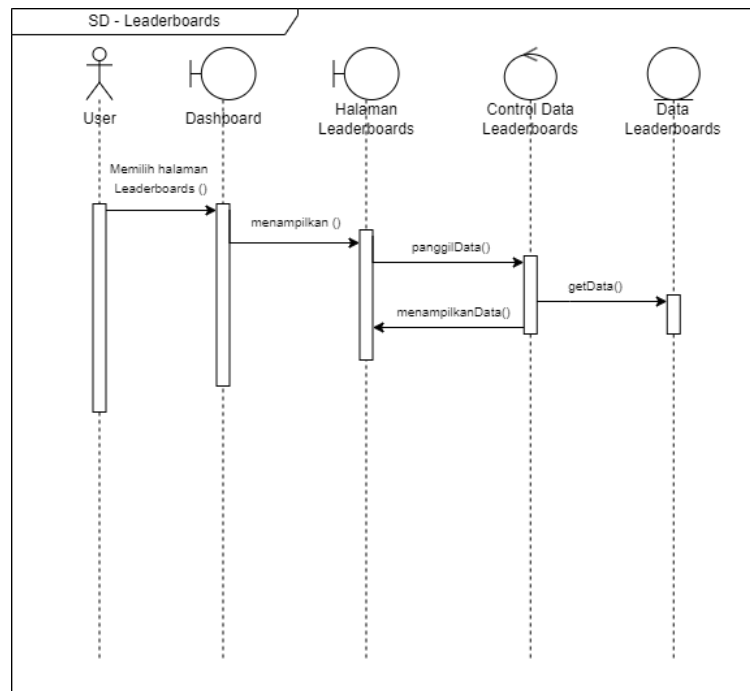 SD - Leaderboards
User
Dashboard
Halaman
Leaderboards
Control Data
Leaderboards
Data
Leaderboards
Memilih halaman
Leaderboards ()
menampilkan ()
panggilData()
getData()
menampilkanData()